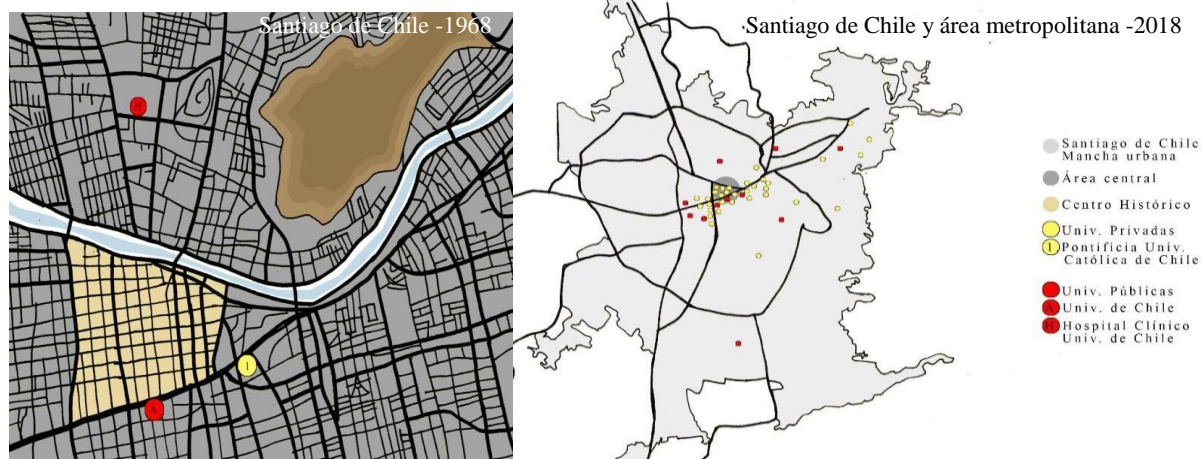 Santiago de Chile -1968
Santiago de Chile y área metropolitana -2018
H
I
A
Santiago de Chile
Mancha urbana
Área central
Centro Histórico
Univ. Privadas
I Pontificia Univ.
Católica de Chile
Univ. Públicas
A Univ. de Chile
H Hospital Clínico
Univ. de Chile